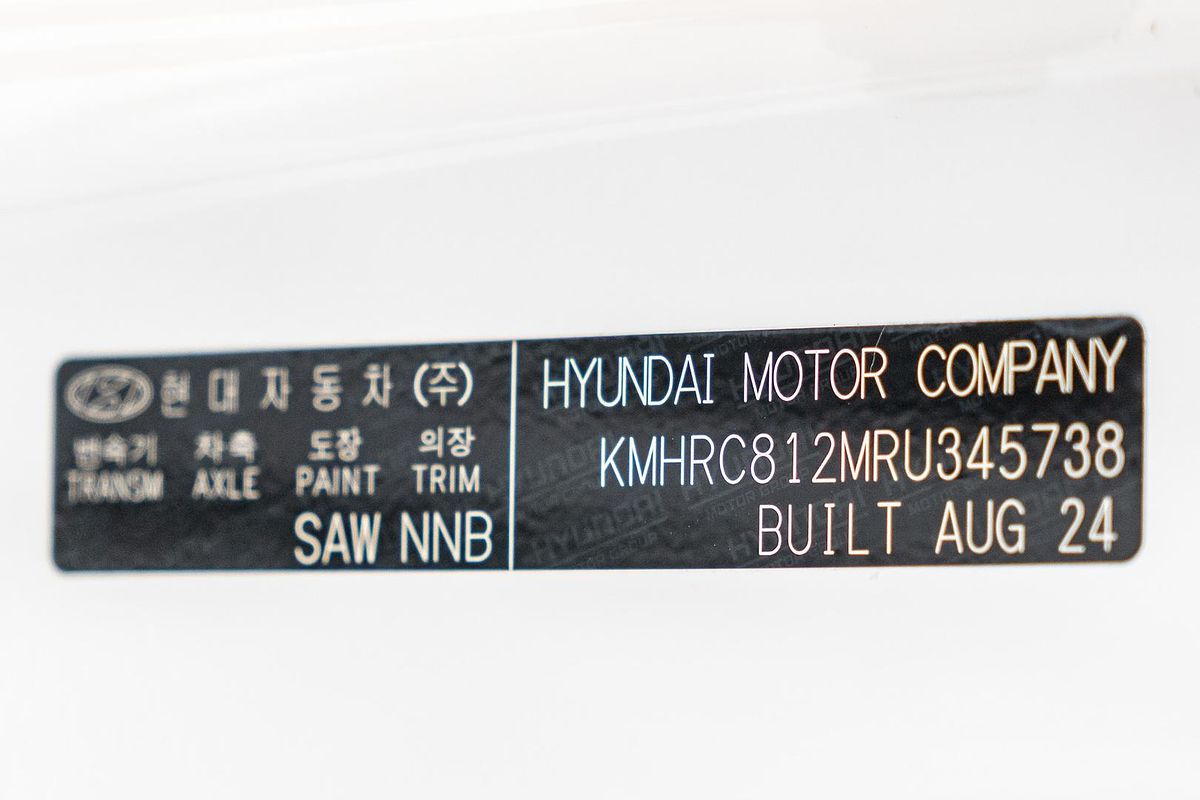 현대자동차(주)
변속기 차축 도장 의장
TRANSM AXLE PAINT TRIM
SAW NNB
HYUNDAI MOTOR COMPANY
KMHRC812MRU345738
BUILT AUG 24